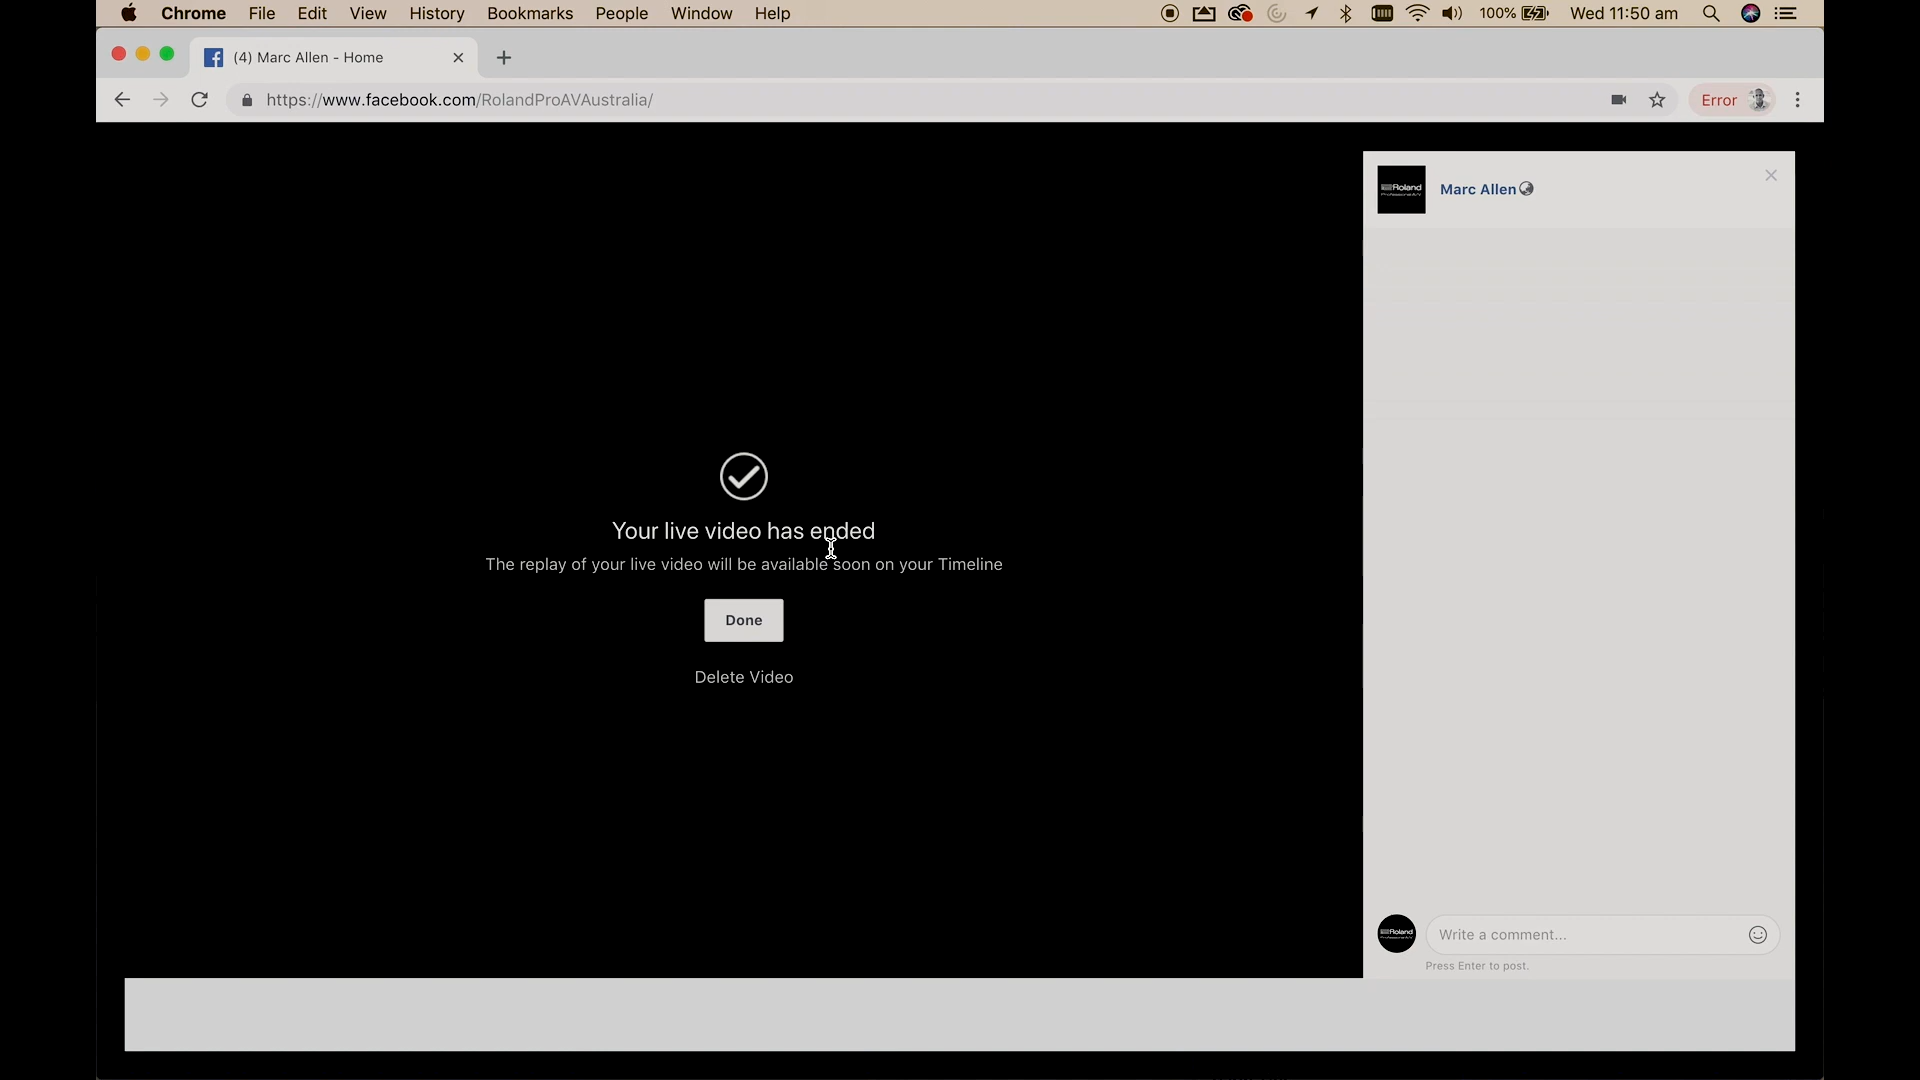 Chrome File Edit View History Bookmarks People Window Help 100% Wed 11:50 am
(4) Marc Allen - Home
https://www.facebook.com/RolandProAVAustralia/ Error
Roland
Marc Allen
Your live video has ended
The replay of your live video will be available soon on your Timeline
Done
Delete Video
Roland
Write a comment...
Press Enter to post.